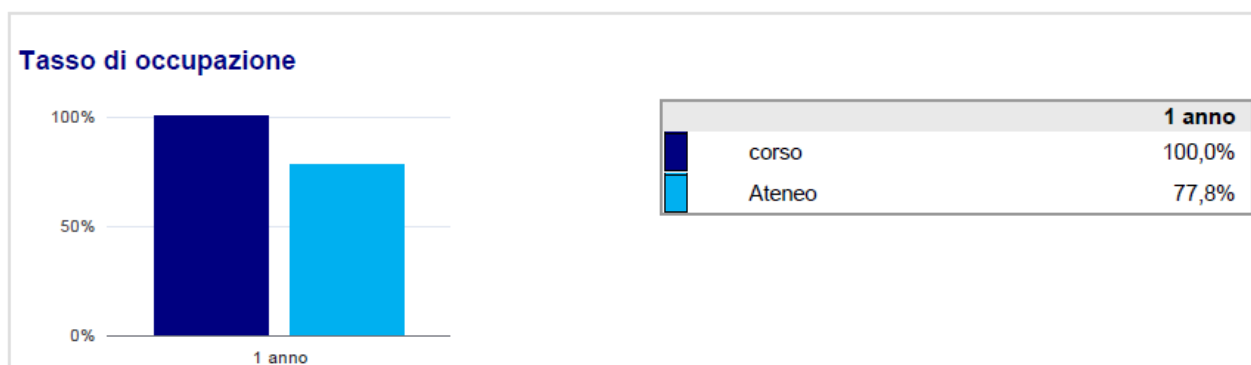 Tasso di occupazione
100%
50%
0%
1 anno
1 anno
corso 100,0%
Ateneo 77,8%